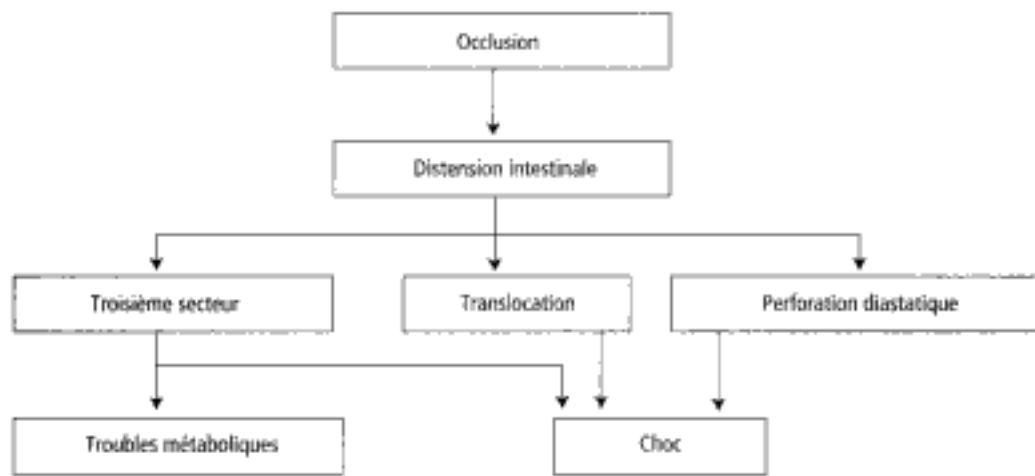 Occlusion
Distension intestinale
Troisième secteur
Translocation
Perforation diastatique
Troubles métaboliques
Choc